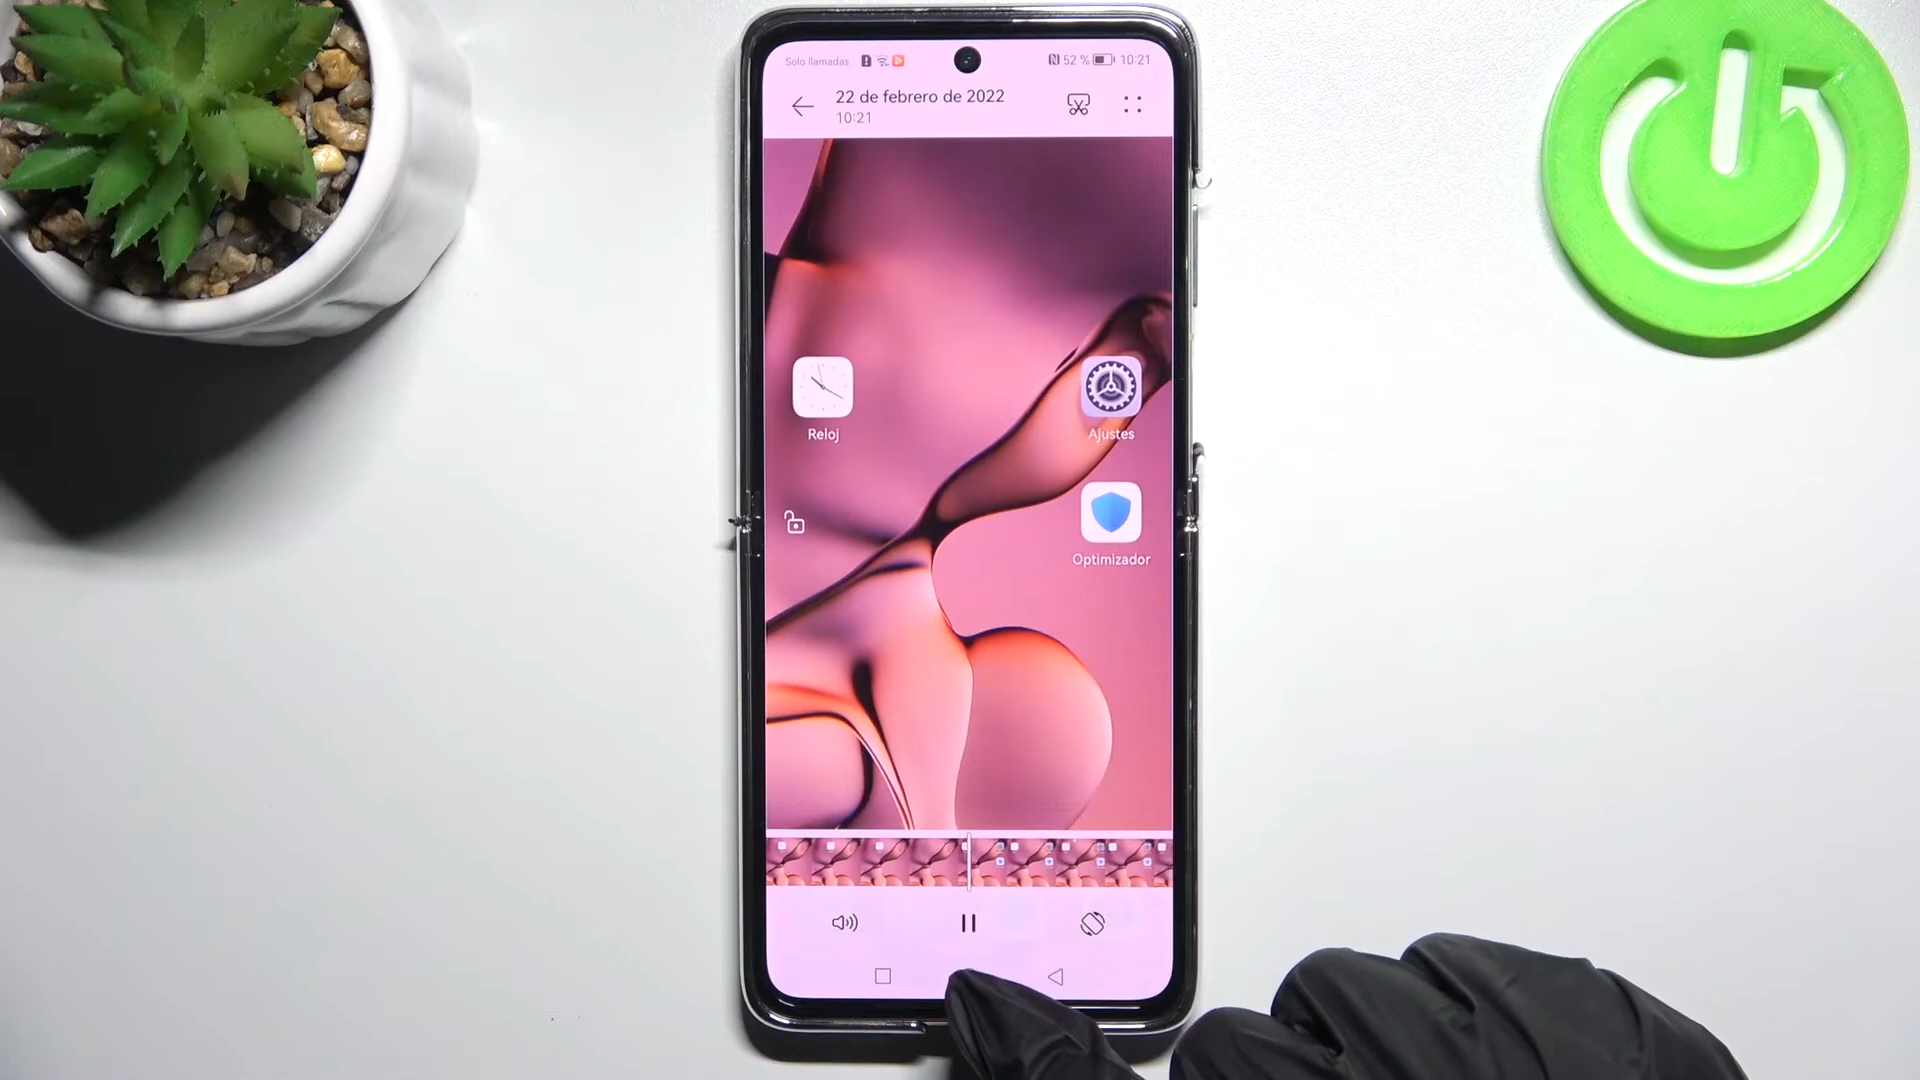 Solo llamadas. 52 % 10:21
22 de febrero de 2022
10:21
Reloj
Ajustes
Optimizador